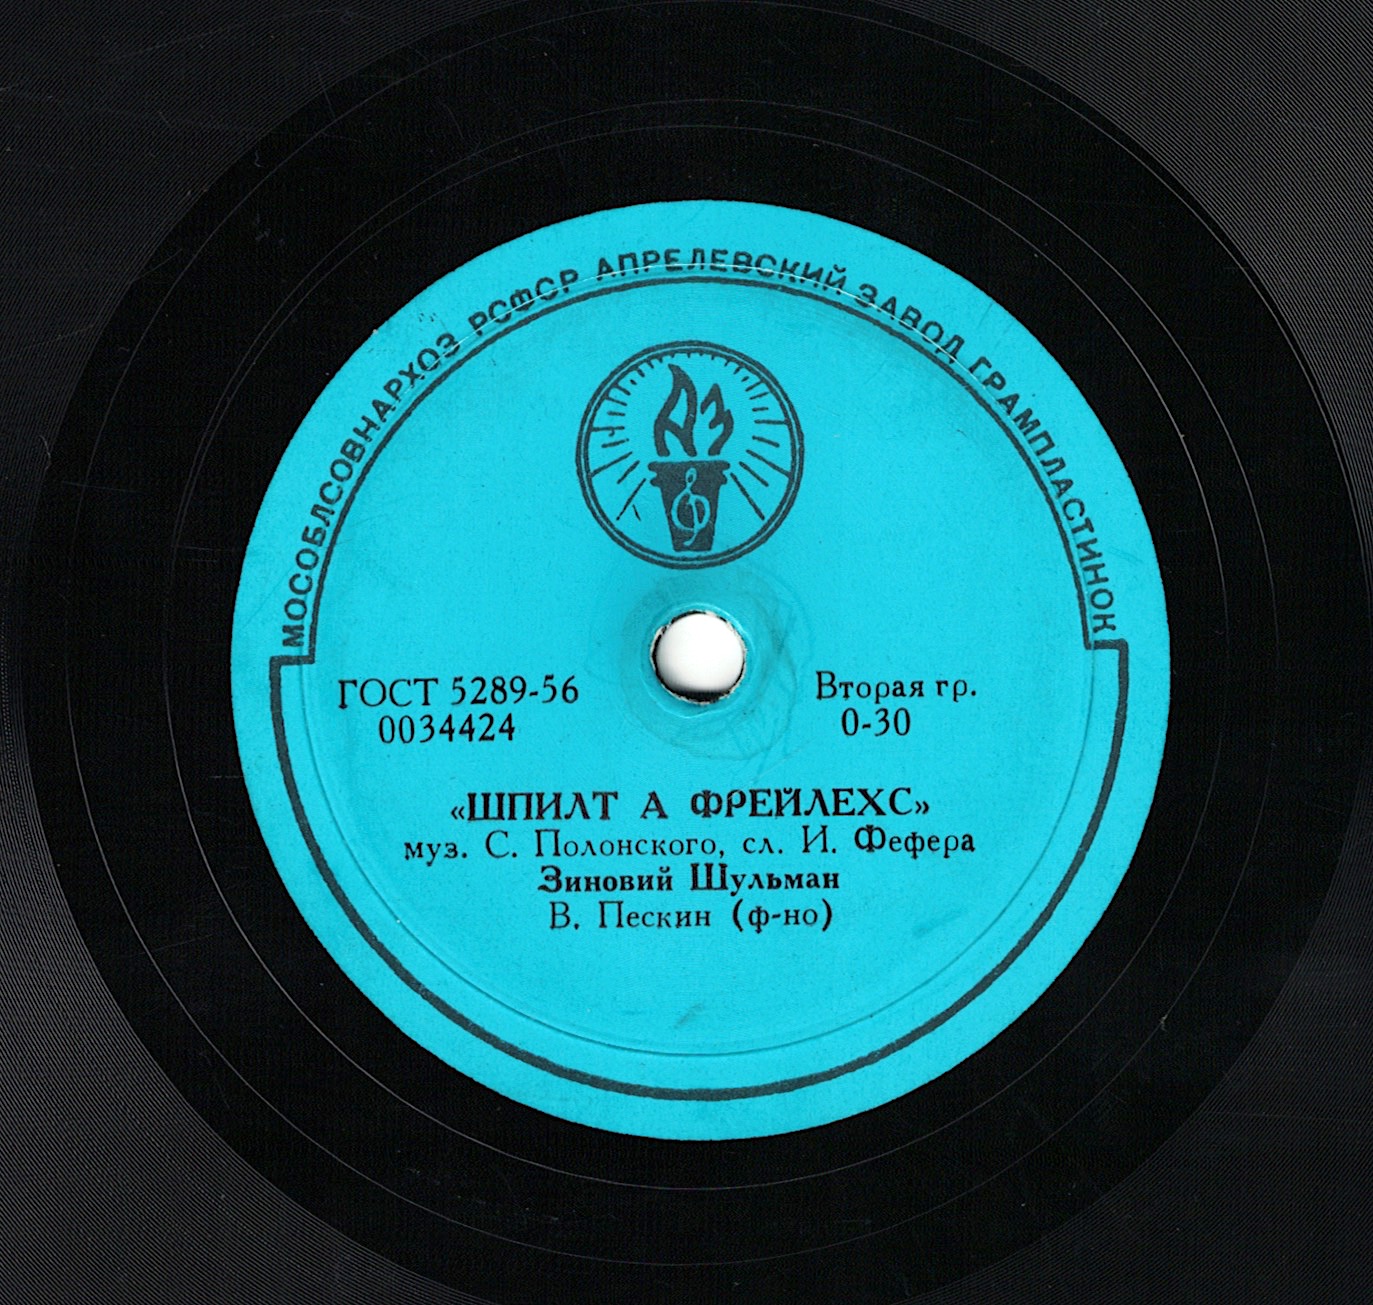 МОСОБЛСОВНАРХОЗ РСФСР АПРЕЛЕВСКИЙ ЗАВОД ГРАМПЛАСТИНОК
АЗ
ГОСТ 5289-56
0034424
Вторая гр.
0-30
«ШПИЛТ А ФРЕЙЛЕХС»
муз. С. Полонского, сл. И. Фефера
Зиновий Шульман
В. Пескин (ф-но)